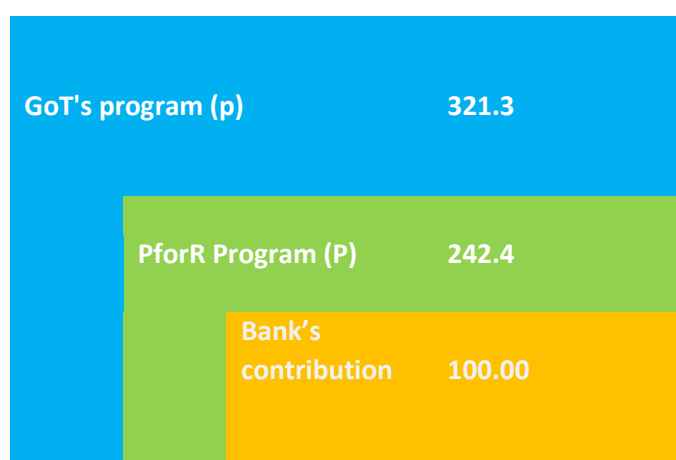 GoT's program (p) 321.3
PforR Program (P) 242.4
Bank’s
contribution 100.00